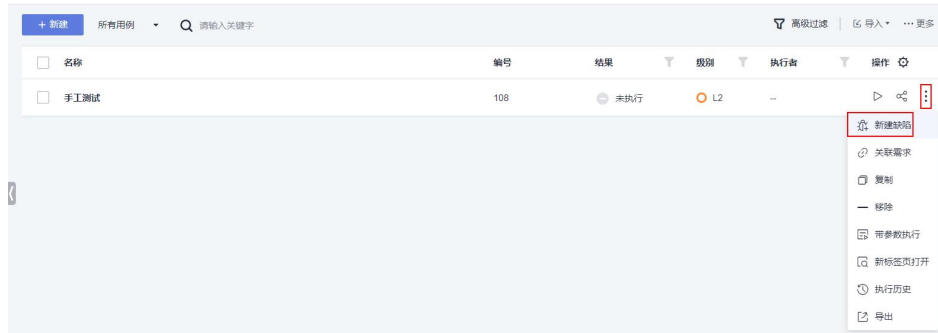 + 新建 所有用例 请输入关键字 高级过滤 导入 ··· 更多
名称 编号 结果 级别 执行者 操作
手工测试 108 未执行 L2 --
新建缺陷
关联需求
复制
移除
带参数执行
新标签页打开
执行历史
导出